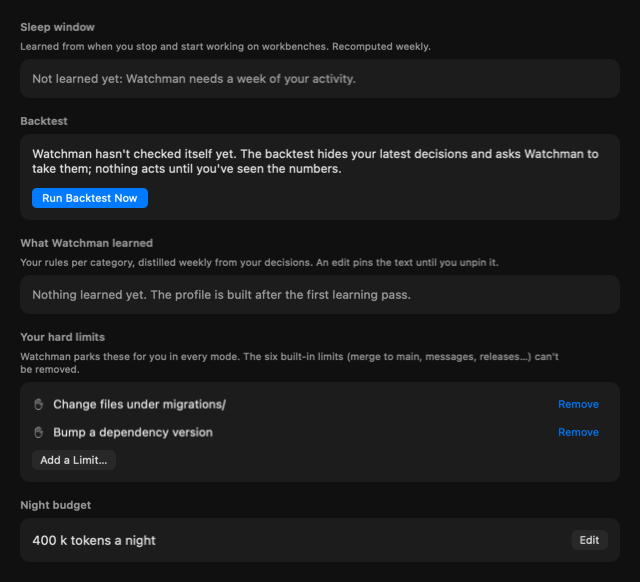 Sleep window
Learned from when you stop and start working on workbenches. Recomputed weekly.
Not learned yet: Watchman needs a week of your activity.
Backtest
Watchman hasn't checked itself yet. The backtest hides your latest decisions and asks Watchman to
take them; nothing acts until you've seen the numbers.
Run Backtest Now
What Watchman learned
Your rules per category, distilled weekly from your decisions. An edit pins the text until you unpin it.
Nothing learned yet. The profile is built after the first learning pass.
Your hard limits
Watchman parks these for you in every mode. The six built-in limits (merge to main, messages, releases…) can't
be removed.
Change files under migrations/ Remove
Bump a dependency version Remove
Add a Limit…
Night budget
400 k tokens a night Edit